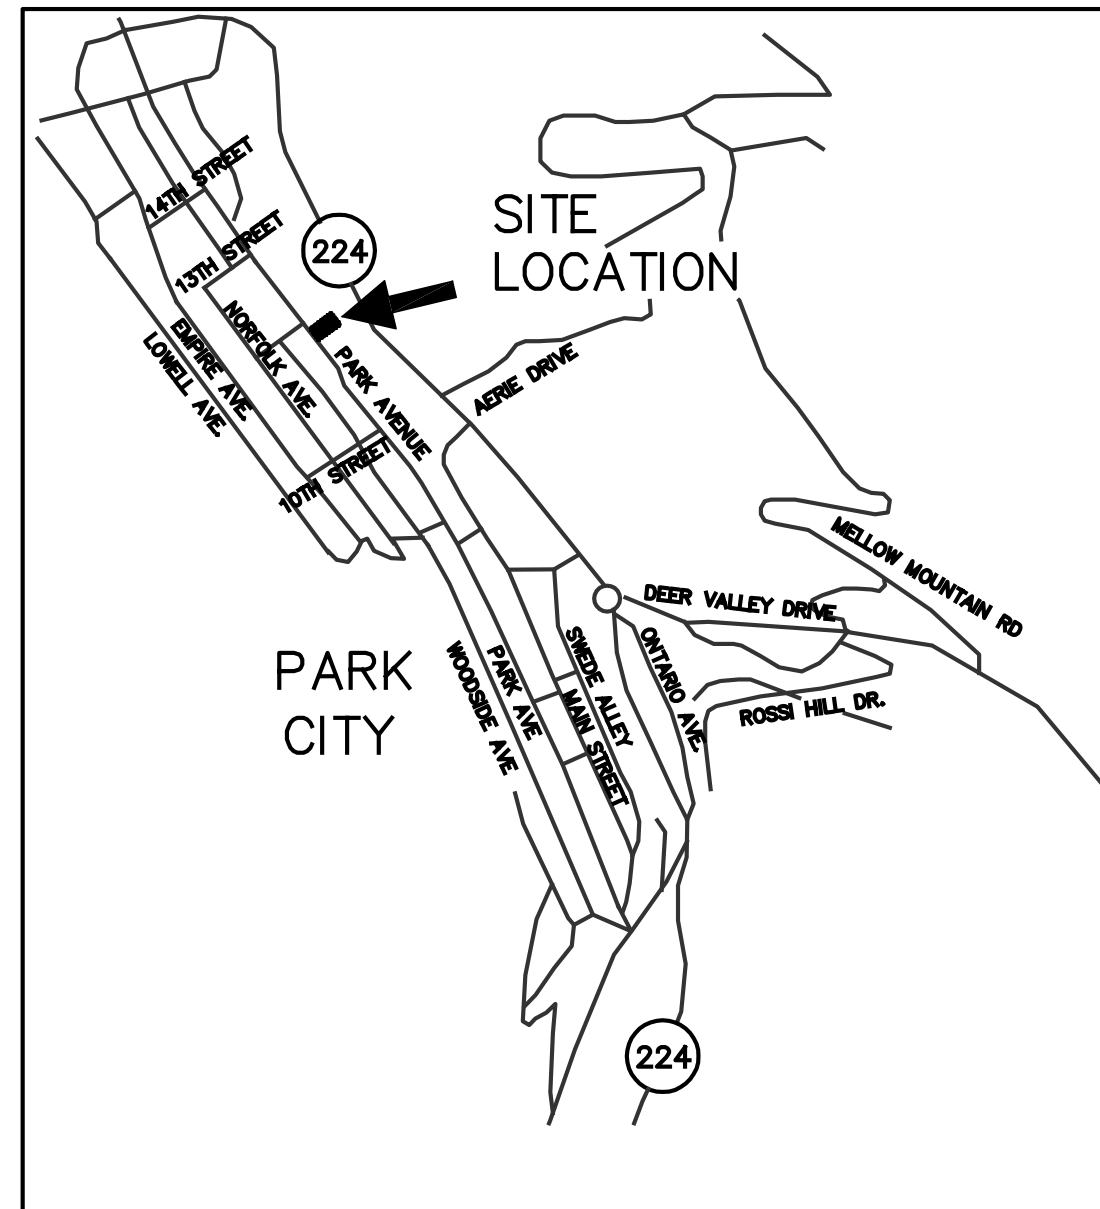 14TH STREET
13TH STREET
224
SITE
LOCATION
NORFOLK AVE.
EMPIRE AVE.
LOWELL AVE.
PARK AVENUE
AERIE DRIVE
10TH STREET
MELLOW MOUNTAIN RD
DEER VALLEY DRIVE
PARK
CITY
WOODSIDE AVE
PARK AVE
SWEDE ALLEY
MAIN STREET
ONTARIO AVE.
ROSSI HILL DR.
224